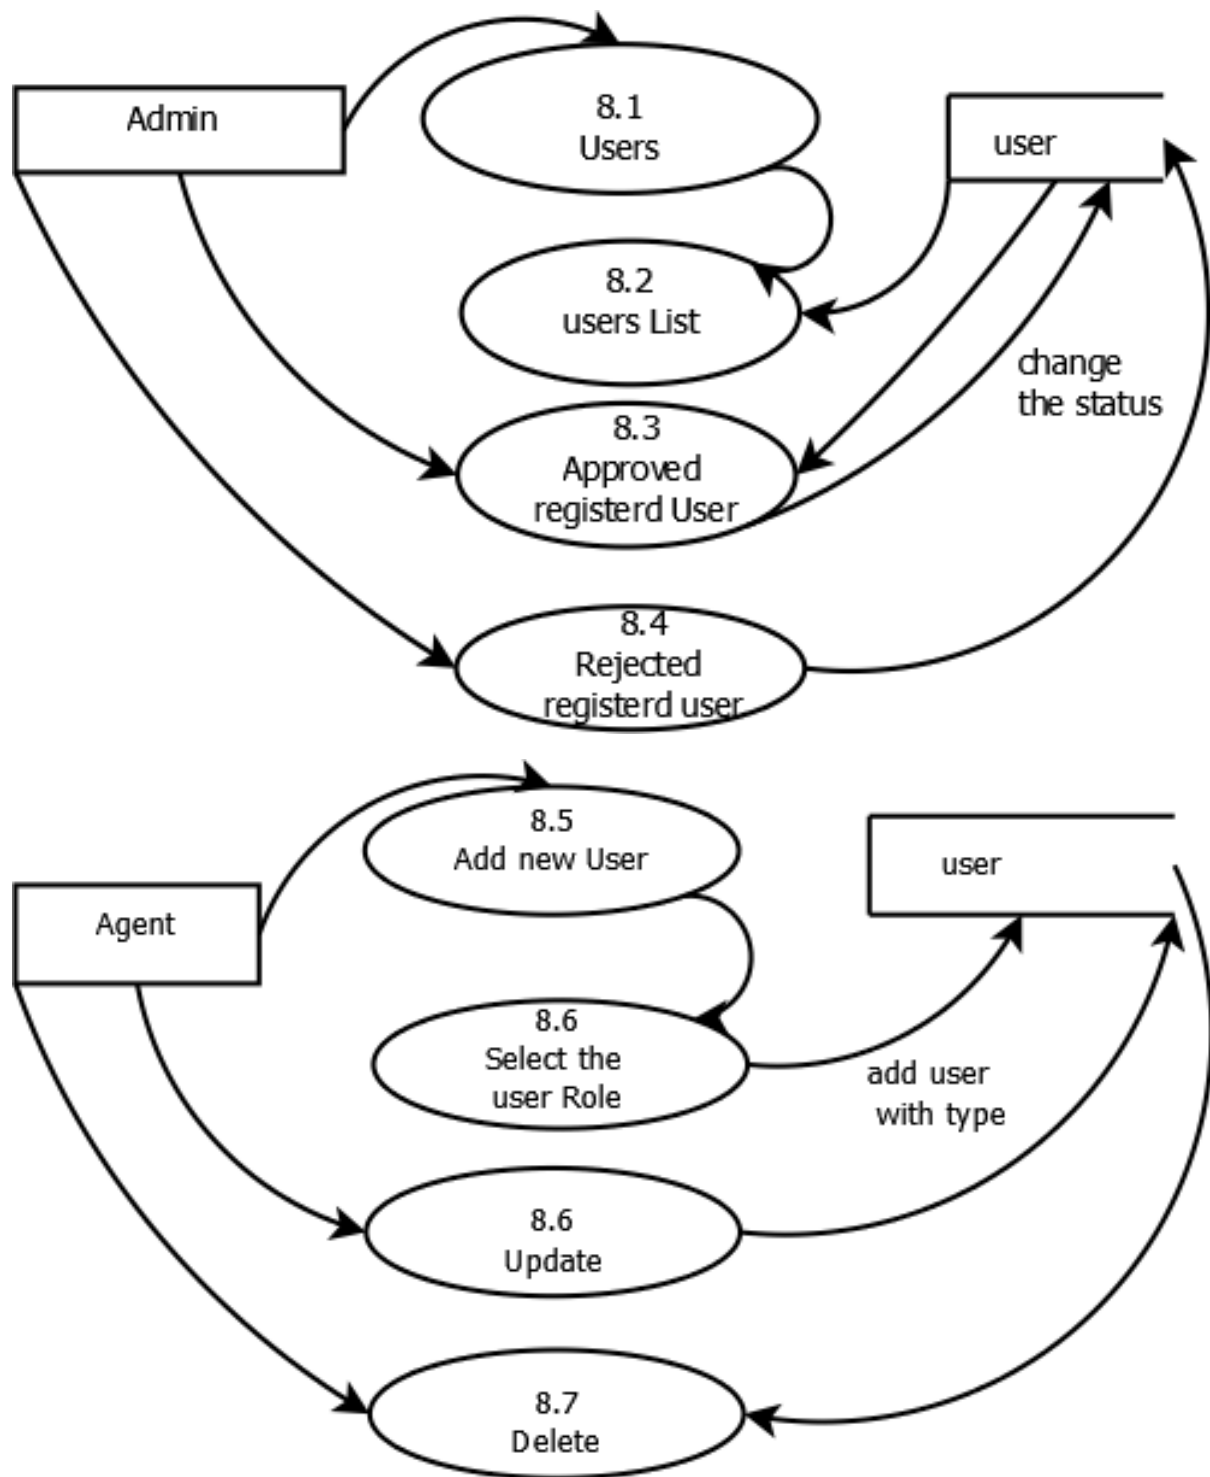 Admin
8.1
Users
user
8.2
users List
change
the status
8.3
Approved
registerd User
8.4
Rejected
registerd user
8.5
Add new User
user
Agent
8.6
Select the
user Role
add user
with type
8.6
Update
8.7
Delete